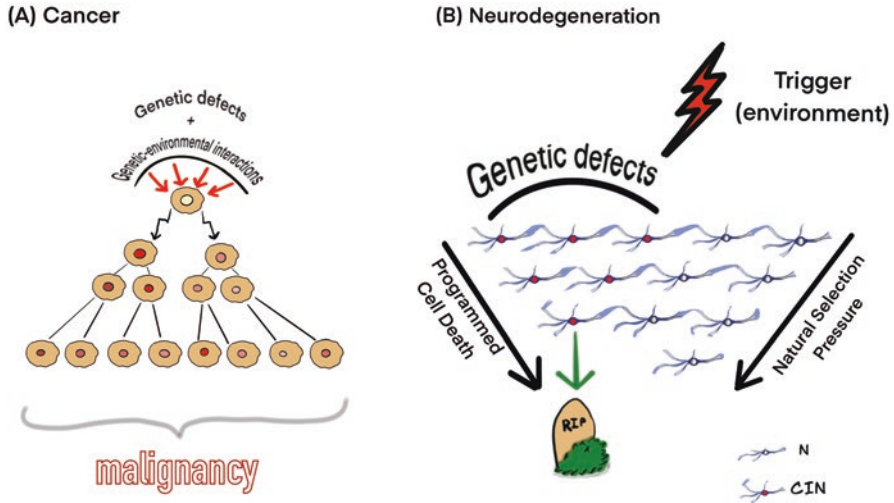 (A) Cancer
Genetic defects
+
Genetic-environmental interactions
malignancy
(B) Neurodegeneration
Trigger
(environment)
Genetic defects
Programmed
Cell Death
Natural Selection
Pressure
RIP
N
CIN